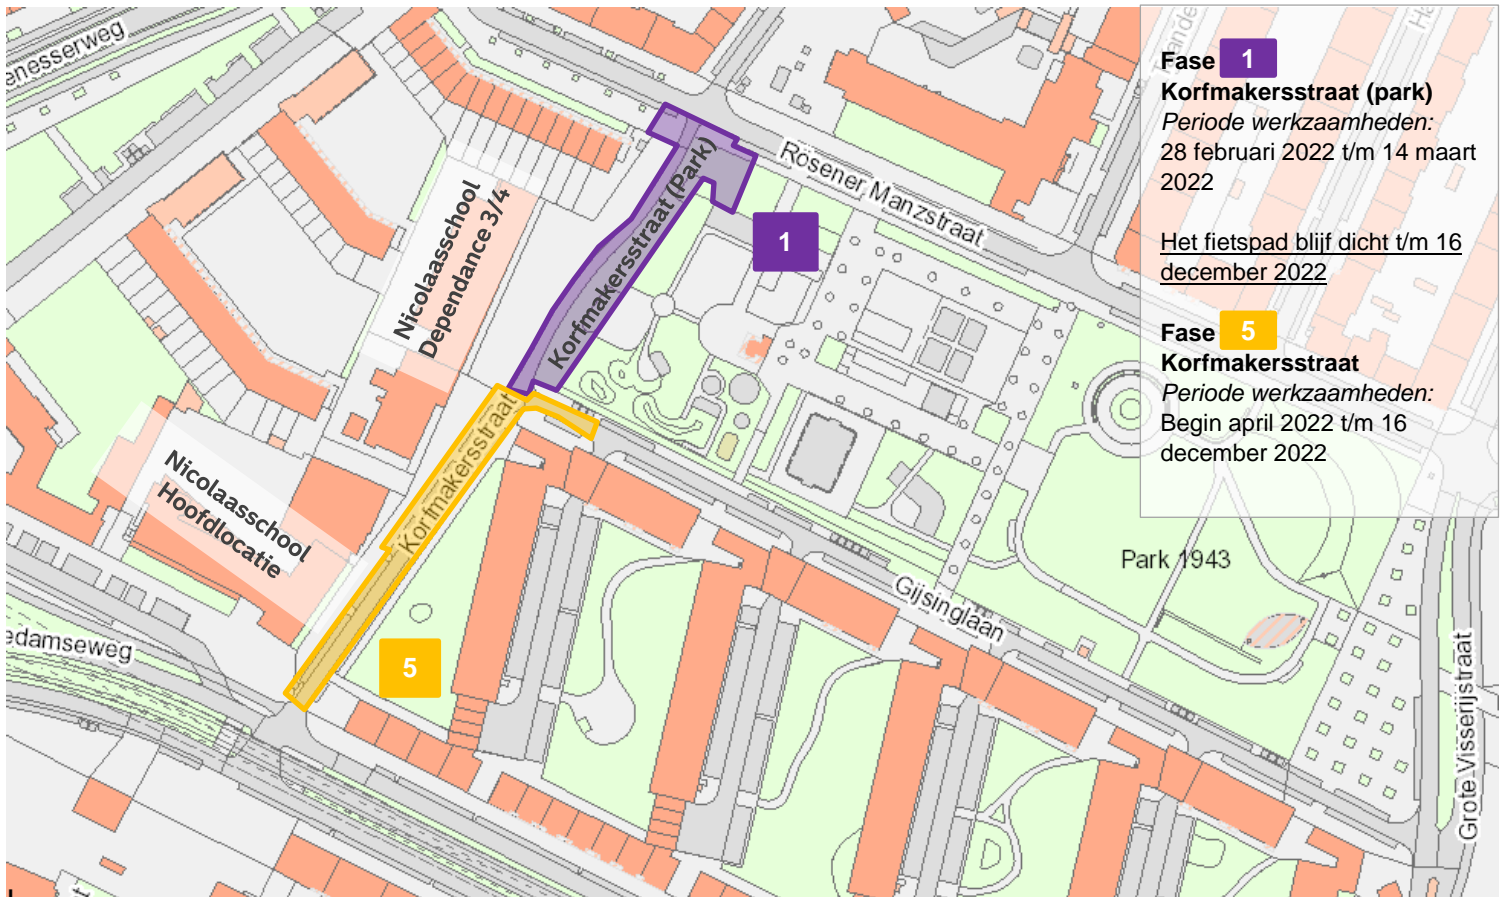 enesserweg
Nicolaasschool
Dependance 3/4
Korfmakersstraat (Park)
Rösener Manzstraat
1
Korfmakersstraat
Nicolaasschool
Hoofdlocatie
edamseweg
5
Gijsinglaan
Park 1943
Grote Visserijstraat
Fase 1
Korfmakersstraat (park)
Periode werkzaamheden:
28 februari 2022 t/m 14 maart
2022
Het fietspad blijf dicht t/m 16
december 2022
Fase 5
Korfmakersstraat
Periode werkzaamheden:
Begin april 2022 t/m 16
december 2022